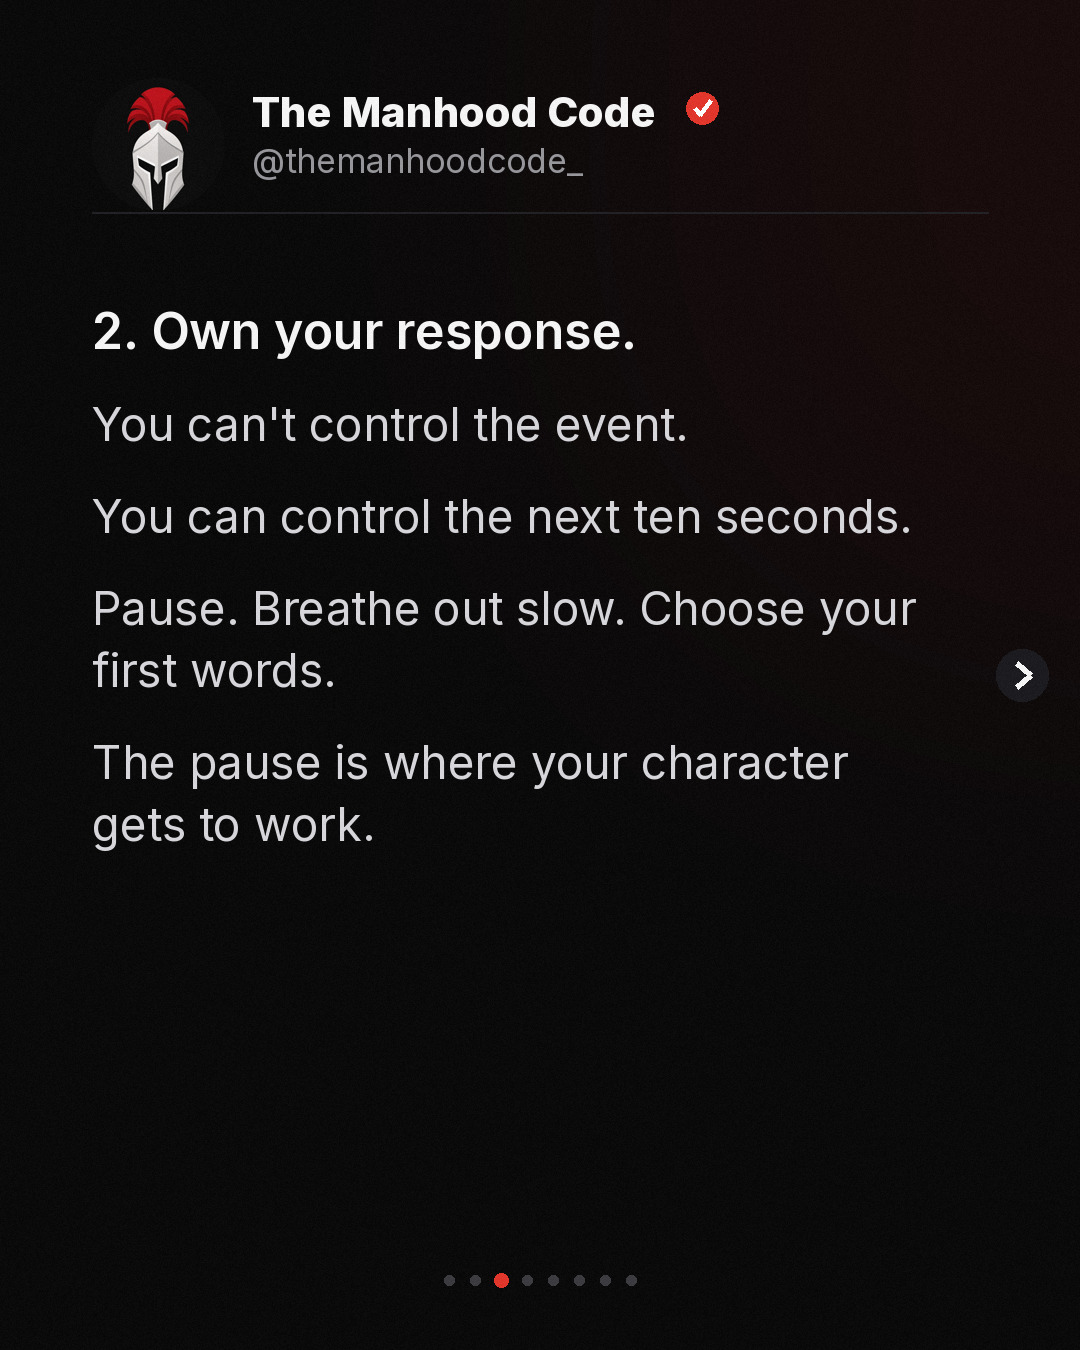 The Manhood Code
@themanhoodcode_
2. Own your response.
You can't control the event.
You can control the next ten seconds.
Pause. Breathe out slow. Choose your
first words.
The pause is where your character
gets to work.